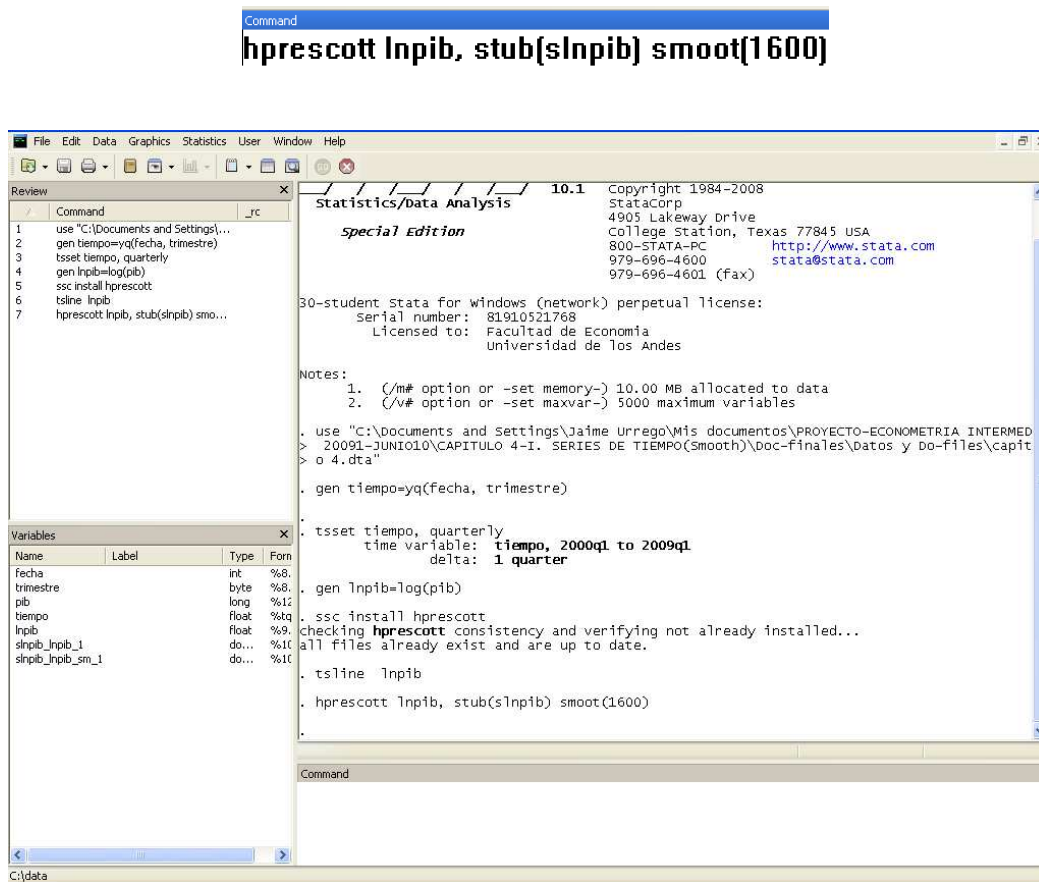 Command
hprescott lnpib, stub(slnpib) smoot(1600)
File Edit Data Graphics Statistics User Window Help
Review
Command _rc
1 use "C:\Documents and Settings\...
2 gen tiempo=yq(fecha, trimestre)
3 tsset tiempo, quarterly
4 gen lnpib=log(pib)
5 ssc install hprescott
6 tsline lnpib
7 hprescott lnpib, stub(slnpib) smo...
Variables
Name Label Type Form
fecha int %8.
trimestre byte %8.
pib long %12
tiempo float %tq
lnpib float %9.
slnpib_lnpib_1 do... %10
slnpib_lnpib_sm_1 do... %10
___/ / /___/ / /___/ 10.1 Copyright 1984-2008
Statistics/Data Analysis StataCorp
4905 Lakeway Drive
Special Edition College Station, Texas 77845 USA
800-STATA-PC http://www.stata.com
979-696-4600 stata@stata.com
979-696-4601 (fax)
30-student Stata for Windows (network) perpetual license:
Serial number: 81910521768
Licensed to: Facultad de Economia
Universidad de los Andes
Notes:
1. (/m# option or -set memory-) 10.00 MB allocated to data
2. (/v# option or -set maxvar-) 5000 maximum variables
. use "C:\Documents and Settings\Jaime Urrego\Mis documentos\PROYECTO-ECONOMETRIA INTERMED
> 20091-JUNIO10\CAPITULO 4-I. SERIES DE TIEMPO(Smooth)\Doc-finales\Datos y Do-files\capit
> o 4.dta"
. gen tiempo=yq(fecha, trimestre)
.
. tsset tiempo, quarterly
time variable: tiempo, 2000q1 to 2009q1
delta: 1 quarter
. gen lnpib=log(pib)
. ssc install hprescott
checking hprescott consistency and verifying not already installed...
all files already exist and are up to date.
. tsline lnpib
. hprescott lnpib, stub(slnpib) smoot(1600)
.
Command
C:\data